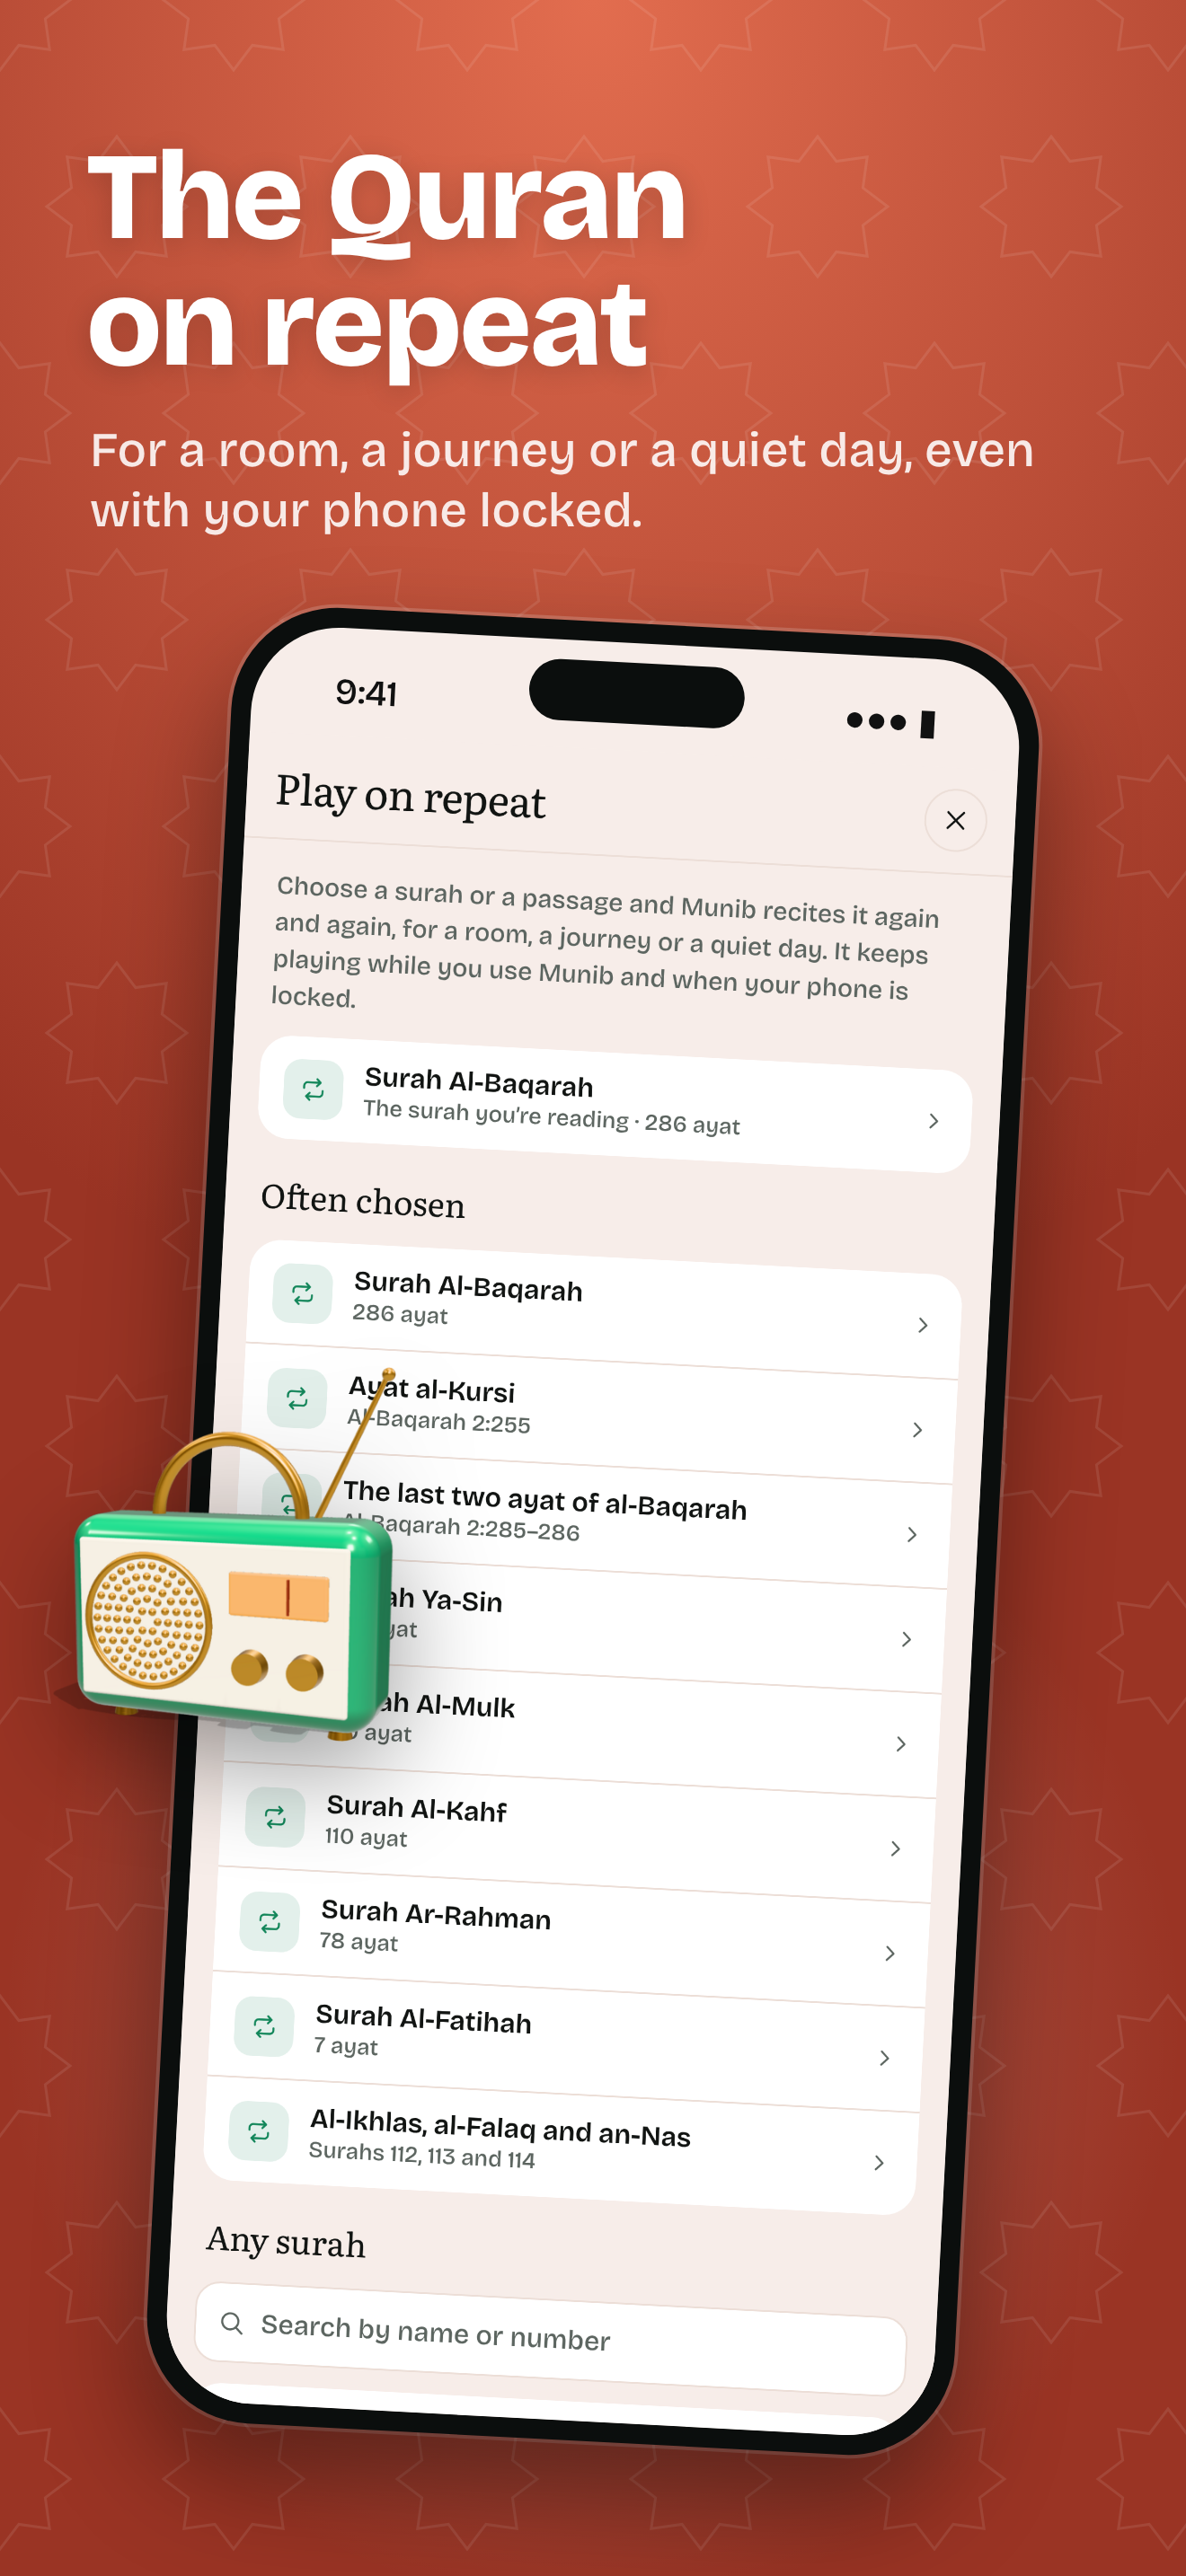 The Quran
on repeat
For a room, a journey or a quiet day, even
with your phone locked.
9:41
Play on repeat
Choose a surah or a passage and Munib recites it again
and again, for a room, a journey or a quiet day. It keeps
playing while you use Munib and when your phone is
locked.
Surah Al-Baqarah
The surah you're reading · 286 ayat
Often chosen
Surah Al-Baqarah
286 ayat
Ayat al-Kursi
Al-Baqarah 2:255
The last two ayat of al-Baqarah
Al-Baqarah 2:285–286
Ya-Sin
Al-Mulk
ayat
Surah Al-Kahf
110 ayat
Surah Ar-Rahman
78 ayat
Surah Al-Fatihah
7 ayat
Al-Ikhlas, al-Falaq and an-Nas
Surahs 112, 113 and 114
Any surah
Search by name or number